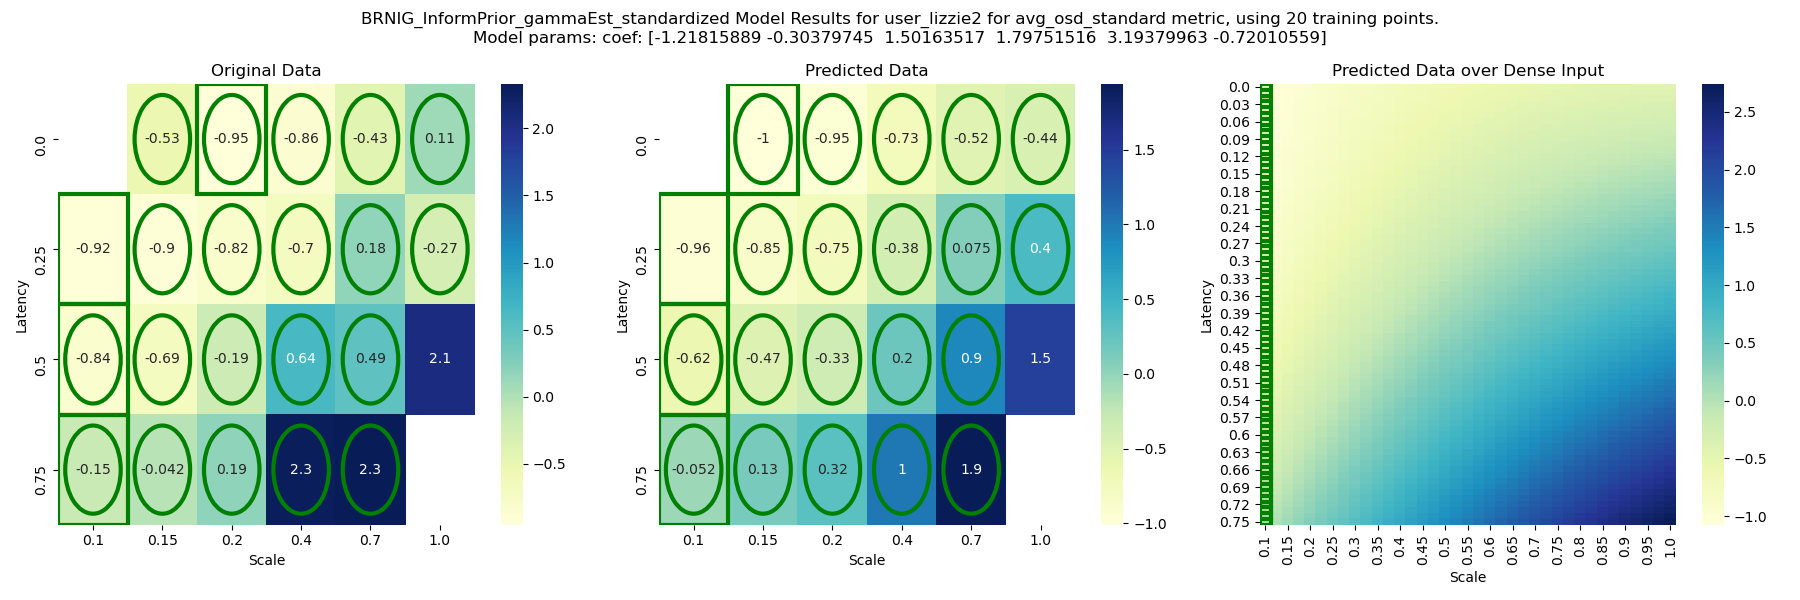 BRNIG_InformPrior_gammaEst_standardized Model Results for user_lizzie2 for avg_osd_standard metric, using 20 training points.
Model params: coef: [-1.21815889 -0.30379745  1.50163517  1.79751516  3.19379963 -0.72010559]
Original Data
Latency
0.0
-0.53 -0.95 -0.86 -0.43 0.11
0.25
-0.92 -0.9 -0.82 -0.7 0.18 -0.27
0.5
-0.84 -0.69 -0.19 0.64 0.49 2.1
0.75
-0.15 -0.042 0.19 2.3 2.3
0.1 0.15 0.2 0.4 0.7 1.0
Scale
2.0
1.5
1.0
0.5
0.0
−0.5
Predicted Data
Latency
0.0
-1 -0.95 -0.73 -0.52 -0.44
0.25
-0.96 -0.85 -0.75 -0.38 0.075 0.4
0.5
-0.62 -0.47 -0.33 0.2 0.9 1.5
0.75
-0.052 0.13 0.32 1 1.9
0.1 0.15 0.2 0.4 0.7 1.0
Scale
1.5
1.0
0.5
0.0
−0.5
−1.0
Predicted Data over Dense Input
Latency
0.0
0.03
0.06
0.09
0.12
0.15
0.18
0.21
0.24
0.27
0.3
0.33
0.36
0.39
0.42
0.45
0.48
0.51
0.54
0.57
0.6
0.63
0.66
0.69
0.72
0.75
0.1 0.15 0.2 0.25 0.3 0.35 0.4 0.45 0.5 0.55 0.6 0.65 0.7 0.75 0.8 0.85 0.9 0.95 1.0
Scale
2.5
2.0
1.5
1.0
0.5
0.0
−0.5
−1.0